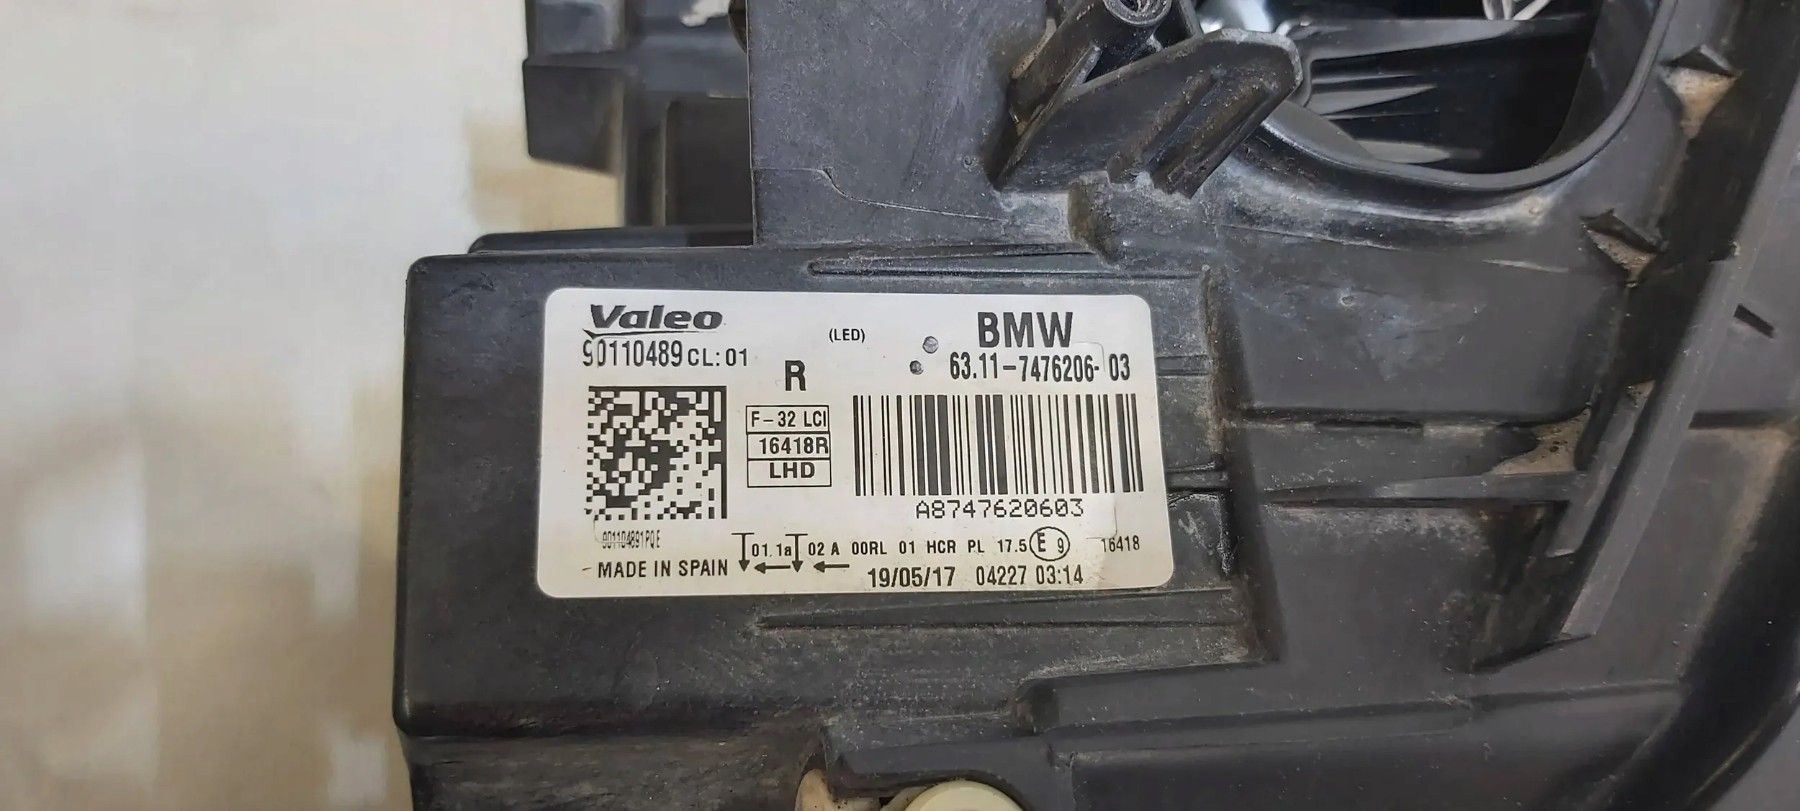 Valeo
90110489 CL:01
(LED)
BMW
63.11-7476206-03
R
F-32 LCI
16418R
LHD
A8747620603
901104891PQE
01.1a 02 A 00RL 01 HCR PL 17.5 E 9 16418
MADE IN SPAIN
19/05/17 04227 03:14